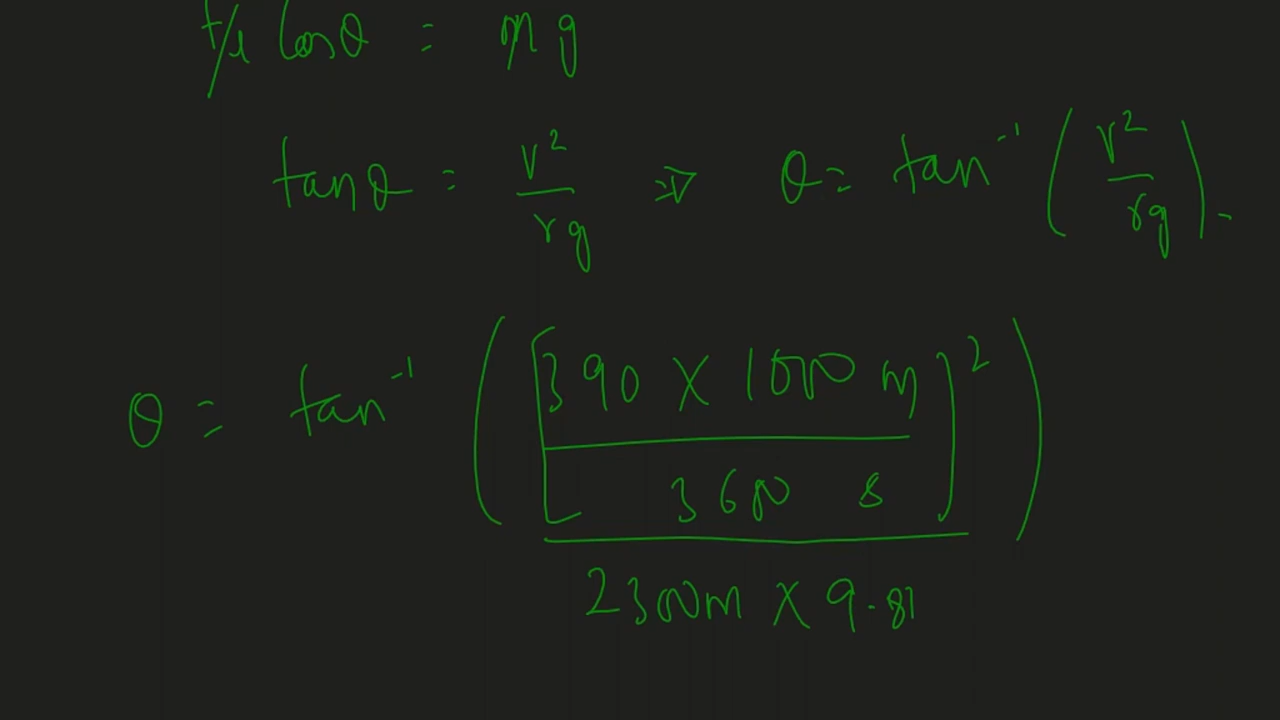 cosθ = mg
tanθ = v²/rg ⇒ θ = tan⁻¹ (v²/rg).
θ = tan⁻¹ ([390 × 1000 m / 3600 s]² / 2300m × 9.81)